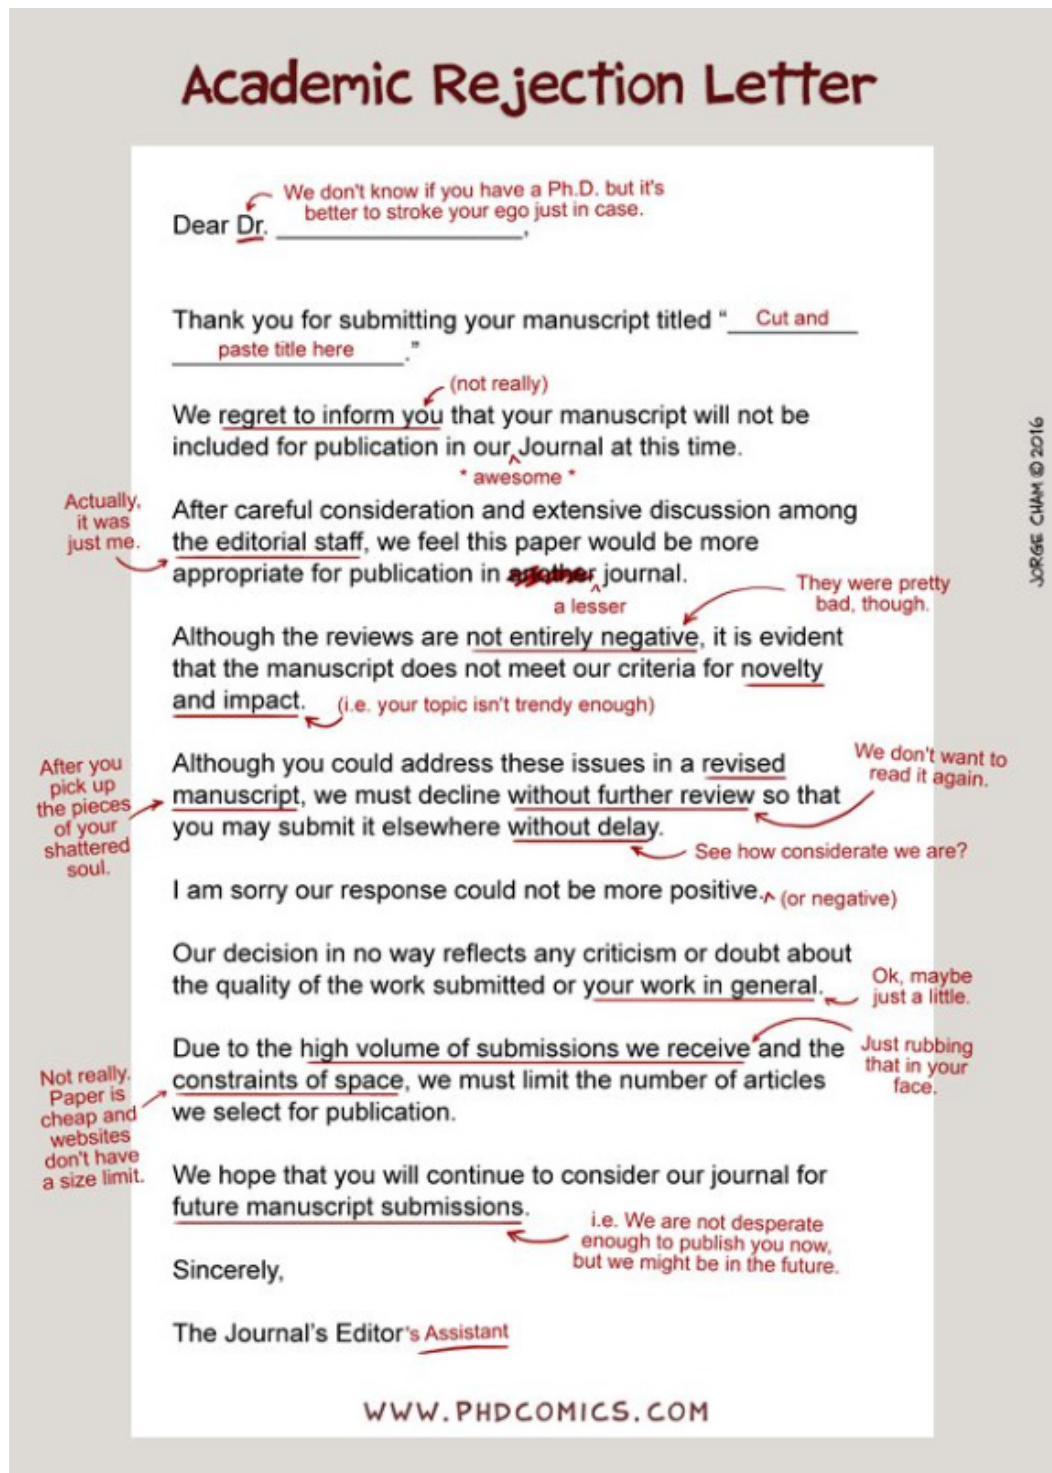 Academic Rejection Letter
We don't know if you have a Ph.D. but it's
better to stroke your ego just in case.
Dear Dr. ____________________,
Thank you for submitting your manuscript titled “ Cut and
paste title here .”
(not really)
We regret to inform you that your manuscript will not be
included for publication in our ^ Journal at this time.
* awesome *
Actually,
it was
just me.
After careful consideration and extensive discussion among
the editorial staff, we feel this paper would be more
appropriate for publication in another ^ journal.
a lesser
They were pretty
bad, though.
Although the reviews are not entirely negative, it is evident
that the manuscript does not meet our criteria for novelty
and impact.
(i.e. your topic isn't trendy enough)
After you
pick up
the pieces
of your
shattered
soul.
We don't want to
read it again.
Although you could address these issues in a revised
manuscript, we must decline without further review so that
you may submit it elsewhere without delay.
See how considerate we are?
I am sorry our response could not be more positive. ^ (or negative)
Our decision in no way reflects any criticism or doubt about
the quality of the work submitted or your work in general.
Ok, maybe
just a little.
Due to the high volume of submissions we receive and the
constraints of space, we must limit the number of articles
we select for publication.
Just rubbing
that in your
face.
Not really.
Paper is
cheap and
websites
don't have
a size limit.
We hope that you will continue to consider our journal for
future manuscript submissions.
i.e. We are not desperate
enough to publish you now,
but we might be in the future.
Sincerely,
The Journal’s Editor's Assistant
WWW.PHDCOMICS.COM
JORGE CHAM © 2016